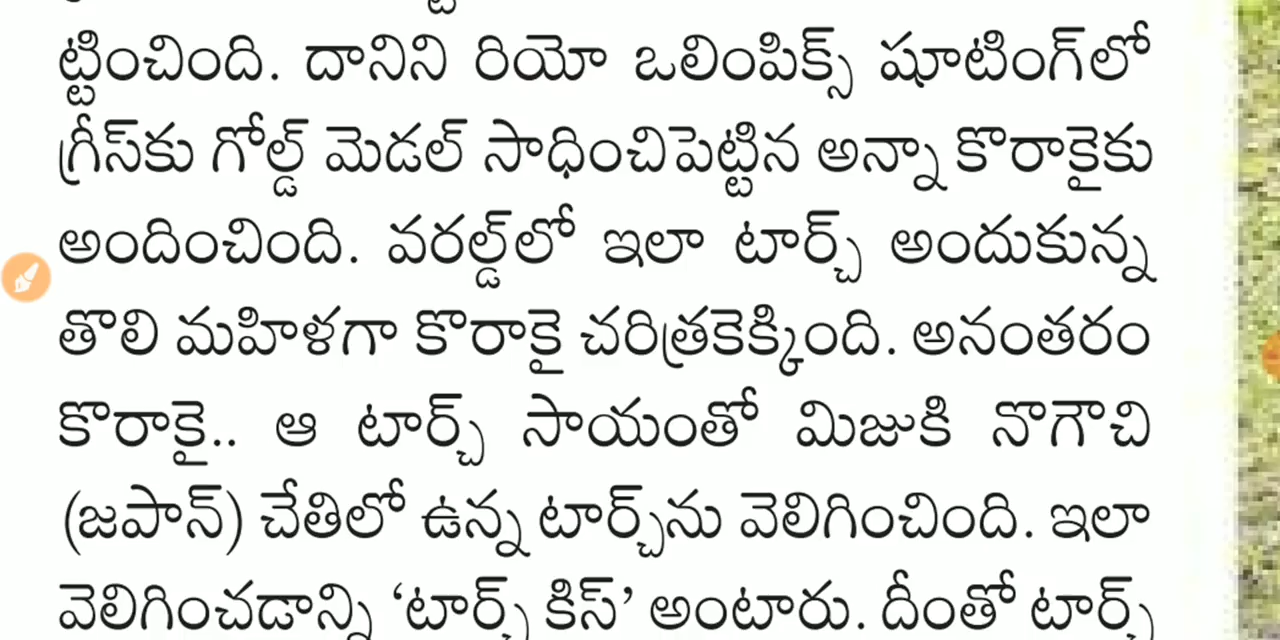 ట్టించింది. దానిని రియో ఒలింపిక్స్ షూటింగ్‌లో
గ్రీస్‌కు గోల్డ్ మెడల్ సాధించిపెట్టిన అన్నా కొరాకైకు
అందించింది. వరల్డ్‌లో ఇలా టార్చ్ అందుకున్న
తొలి మహిళగా కొరాకై చరిత్రకెక్కింది. అనంతరం
కొరాకై.. ఆ టార్చ్ సాయంతో మిజుకి నొగౌచి
(జపాన్) చేతిలో ఉన్న టార్చ్‌ను వెలిగించింది. ఇలా
వెలిగించడాన్ని ‘టార్చ్ కిస్’ అంటారు. దీంతో టార్చ్